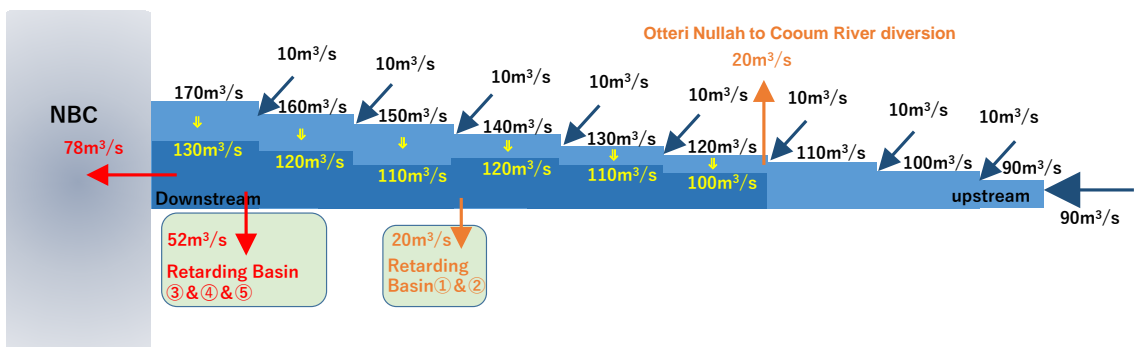 Otteri Nullah to Cooum River diversion
20m³/s
10m³/s
10m³/s
10m³/s
10m³/s
10m³/s
10m³/s
10m³/s
10m³/s
170m³/s
160m³/s
150m³/s
140m³/s
130m³/s
120m³/s
110m³/s
100m³/s
90m³/s
NBC
78m³/s
⇓
⇓
⇓
⇓
⇓
⇓
130m³/s
120m³/s
110m³/s
120m³/s
110m³/s
100m³/s
Downstream
upstream
90m³/s
52m³/s
Retarding Basin
③&④&⑤
20m³/s
Retarding
Basin①&②